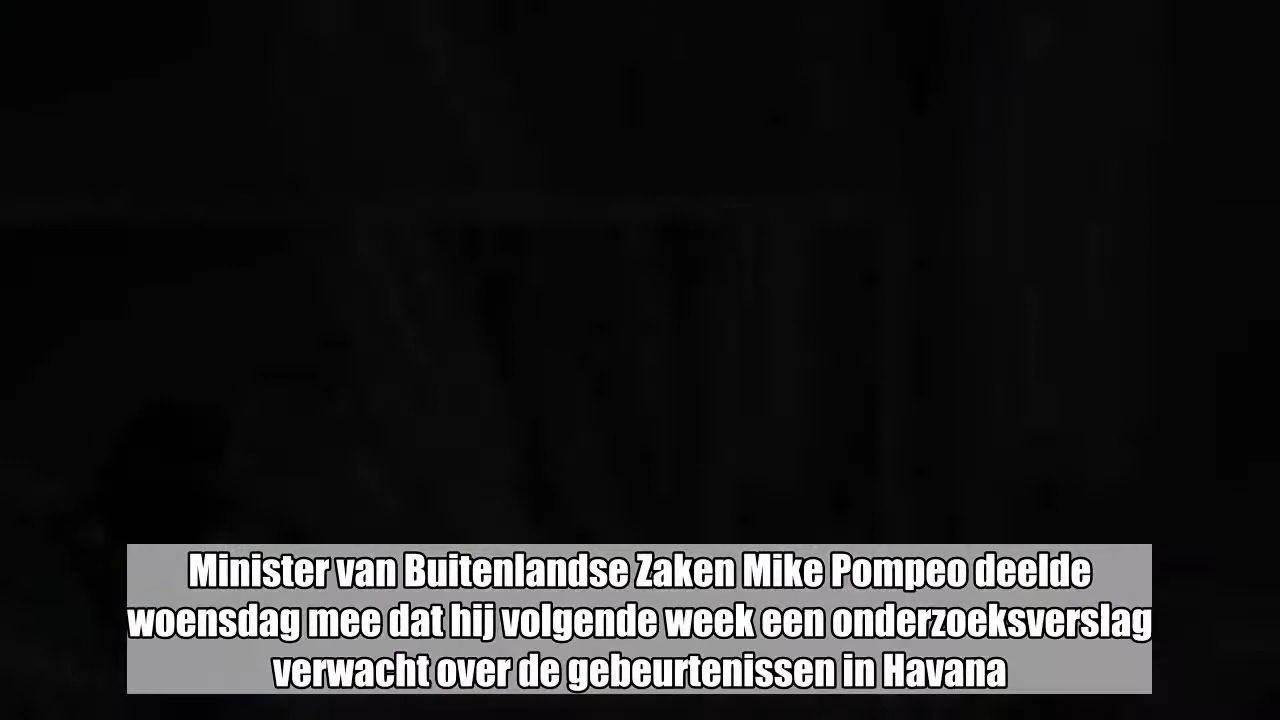 Minister van Buitenlandse Zaken Mike Pompeo deelde
woensdag mee dat hij volgende week een onderzoeksverslag
verwacht over de gebeurtenissen in Havana